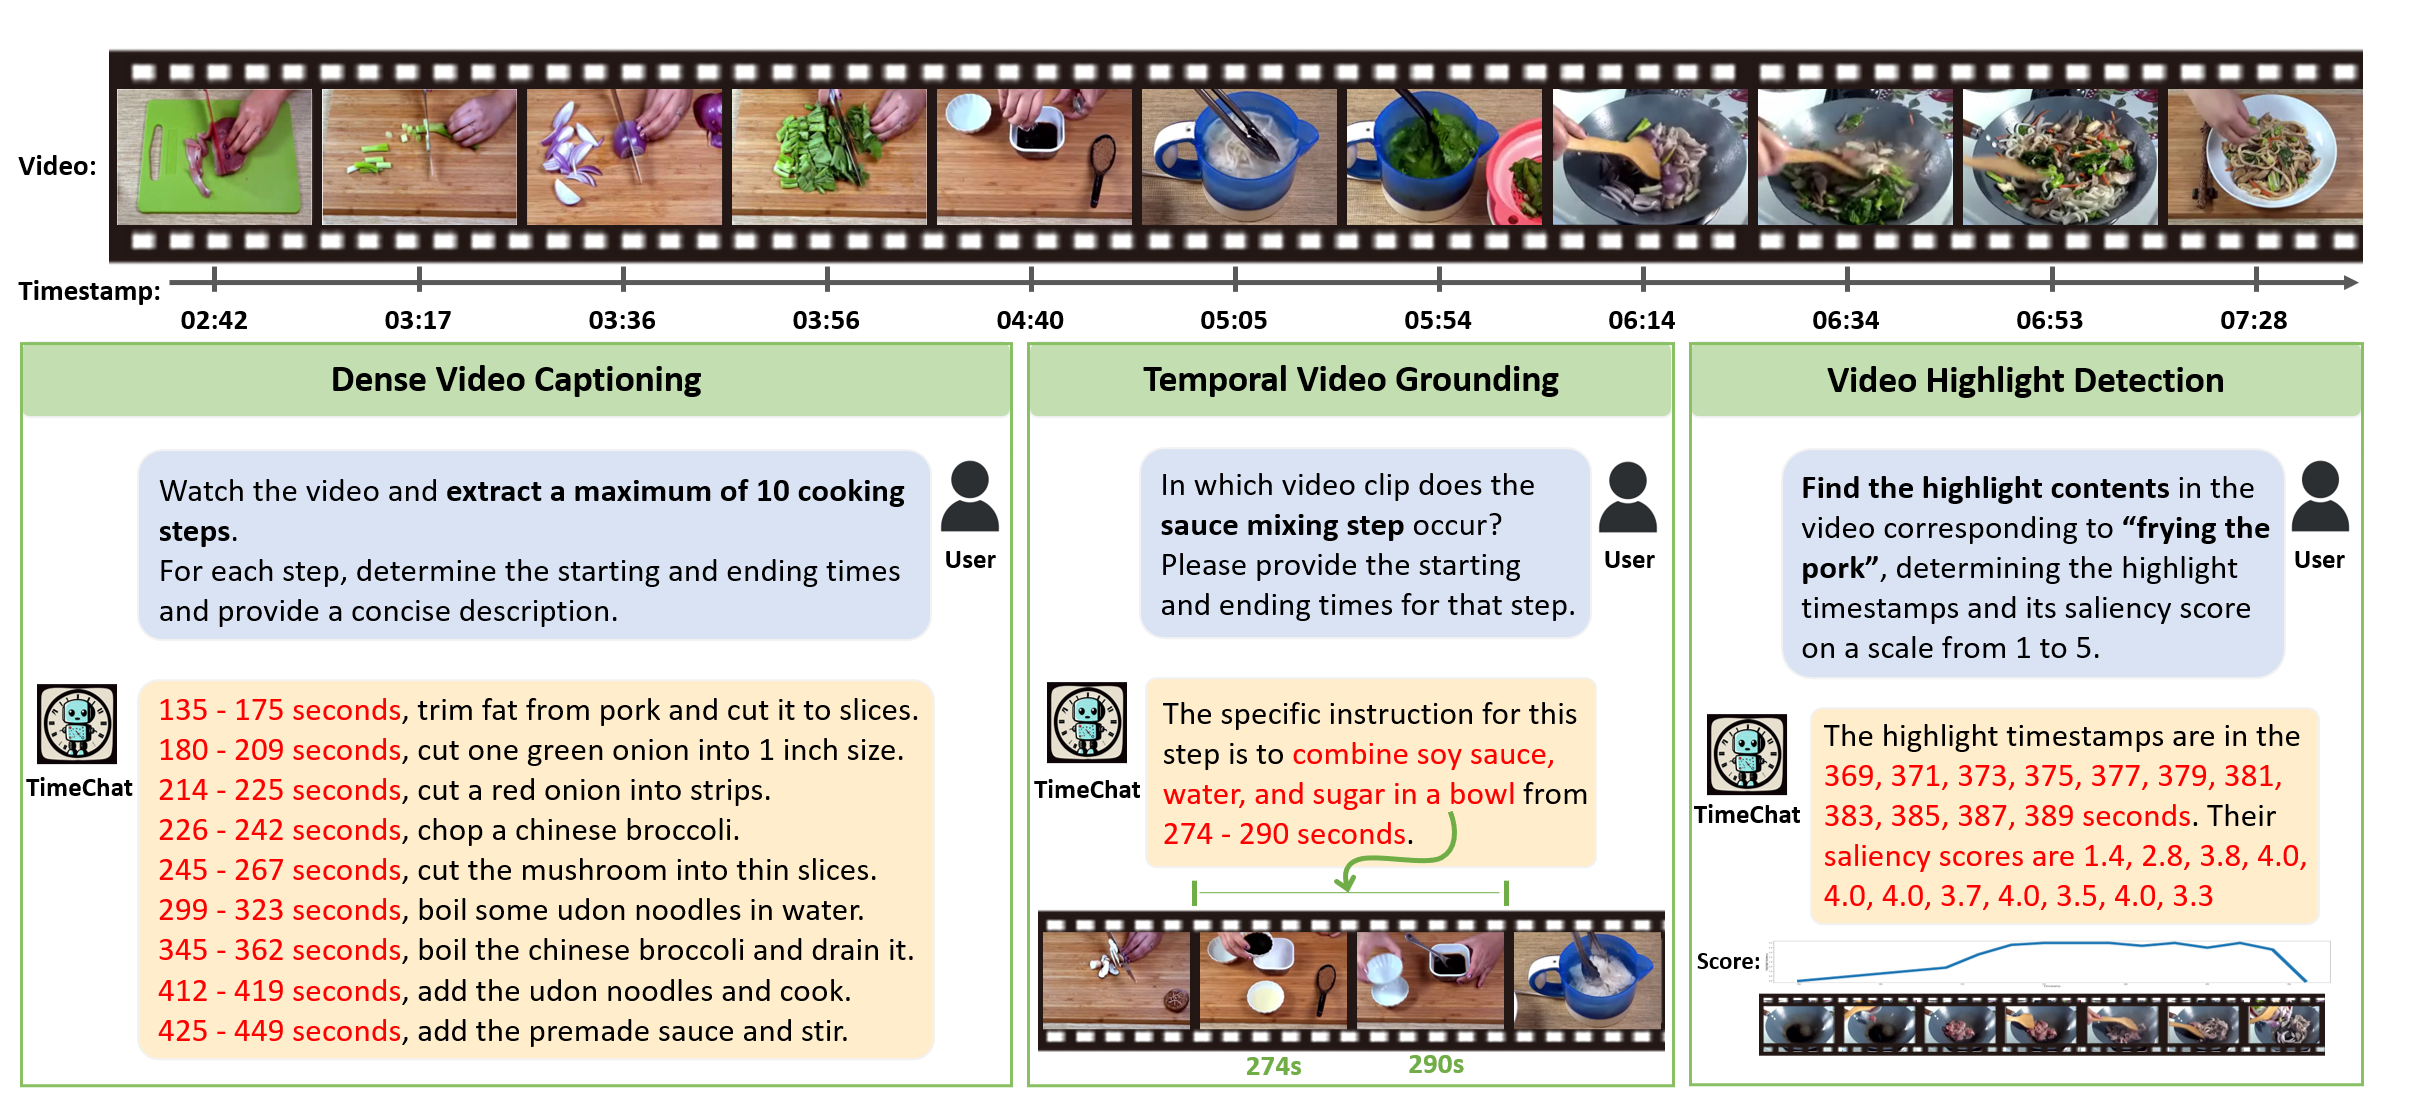 Video:
Timestamp:
02:42 03:17 03:36 03:56 04:40 05:05 05:54 06:14 06:34 06:53 07:28
Dense Video Captioning
Watch the video and extract a maximum of 10 cooking
steps.
For each step, determine the starting and ending times
and provide a concise description.
User
TimeChat
135 - 175 seconds, trim fat from pork and cut it to slices.
180 - 209 seconds, cut one green onion into 1 inch size.
214 - 225 seconds, cut a red onion into strips.
226 - 242 seconds, chop a chinese broccoli.
245 - 267 seconds, cut the mushroom into thin slices.
299 - 323 seconds, boil some udon noodles in water.
345 - 362 seconds, boil the chinese broccoli and drain it.
412 - 419 seconds, add the udon noodles and cook.
425 - 449 seconds, add the premade sauce and stir.
Temporal Video Grounding
In which video clip does the
sauce mixing step occur?
Please provide the starting
and ending times for that step.
User
TimeChat
The specific instruction for this
step is to combine soy sauce,
water, and sugar in a bowl from
274 - 290 seconds.
274s 290s
Video Highlight Detection
Find the highlight contents in the
video corresponding to “frying the
pork”, determining the highlight
timestamps and its saliency score
on a scale from 1 to 5.
User
TimeChat
The highlight timestamps are in the
369, 371, 373, 375, 377, 379, 381,
383, 385, 387, 389 seconds. Their
saliency scores are 1.4, 2.8, 3.8, 4.0,
4.0, 4.0, 3.7, 4.0, 3.5, 4.0, 3.3
Score: